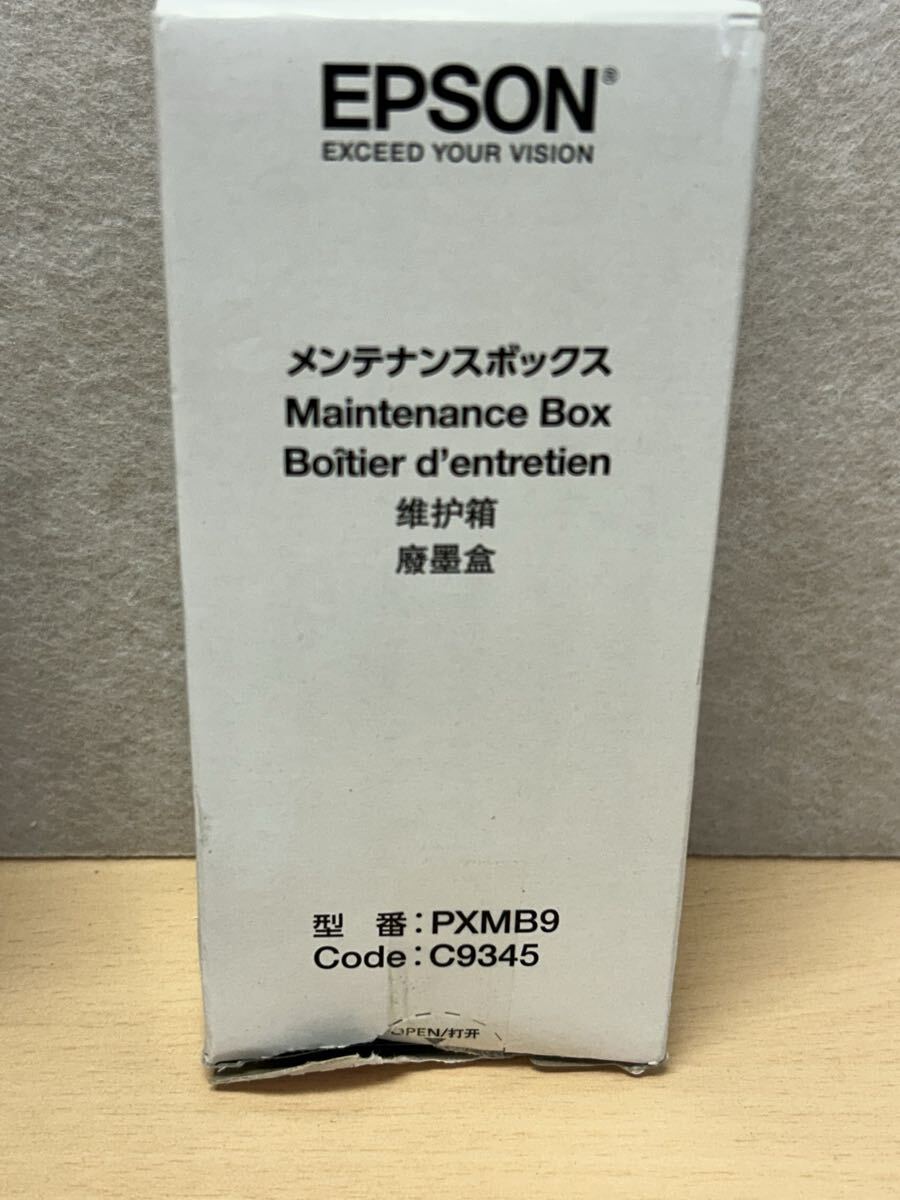 EPSON®
EXCEED YOUR VISION
メンテナンスボックス
Maintenance Box
Boîtier d'entretien
维护箱
廢墨盒
型 番:PXMB9
Code:C9345
OPEN/打开